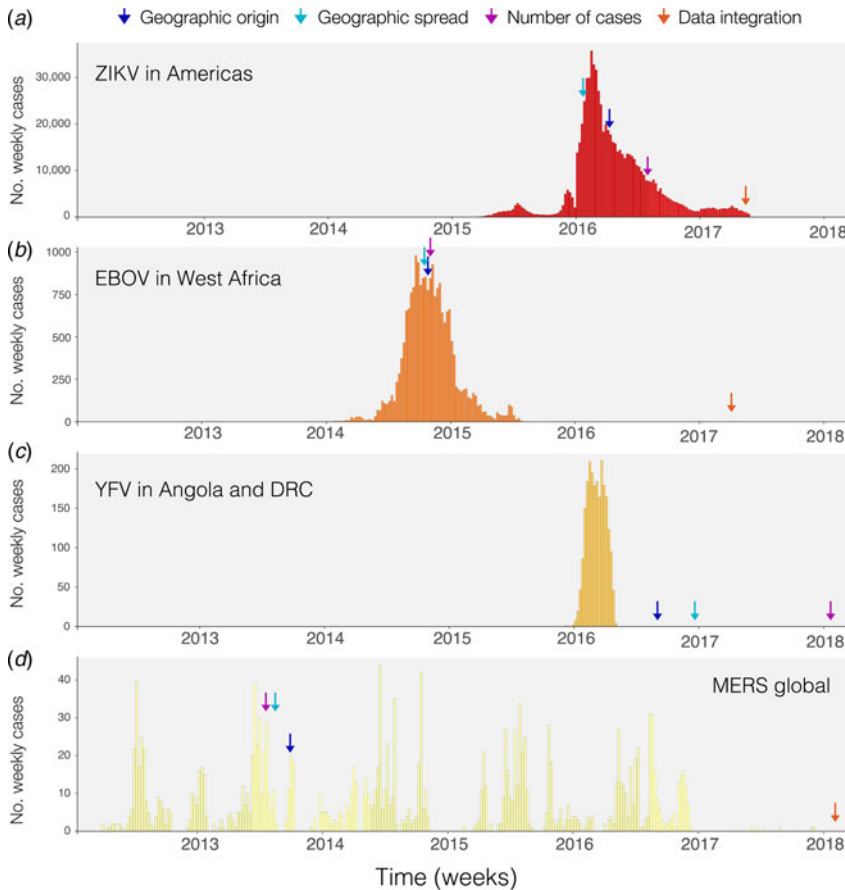 (a) Geographic origin Geographic spread Number of cases Data integration
ZIKV in Americas
No. weekly cases
30,000
20,000
10,000
0
2013 2014 2015 2016 2017 2018
(b)
EBOV in West Africa
No. weekly cases
1000
750
500
250
0
2013 2014 2015 2016 2017 2018
(c)
YFV in Angola and DRC
No. weekly cases
200
150
100
50
0
2013 2014 2015 2016 2017 2018
(d)
MERS global
No. weekly cases
40
30
20
10
0
2013 2014 2015 2016 2017 2018
Time (weeks)